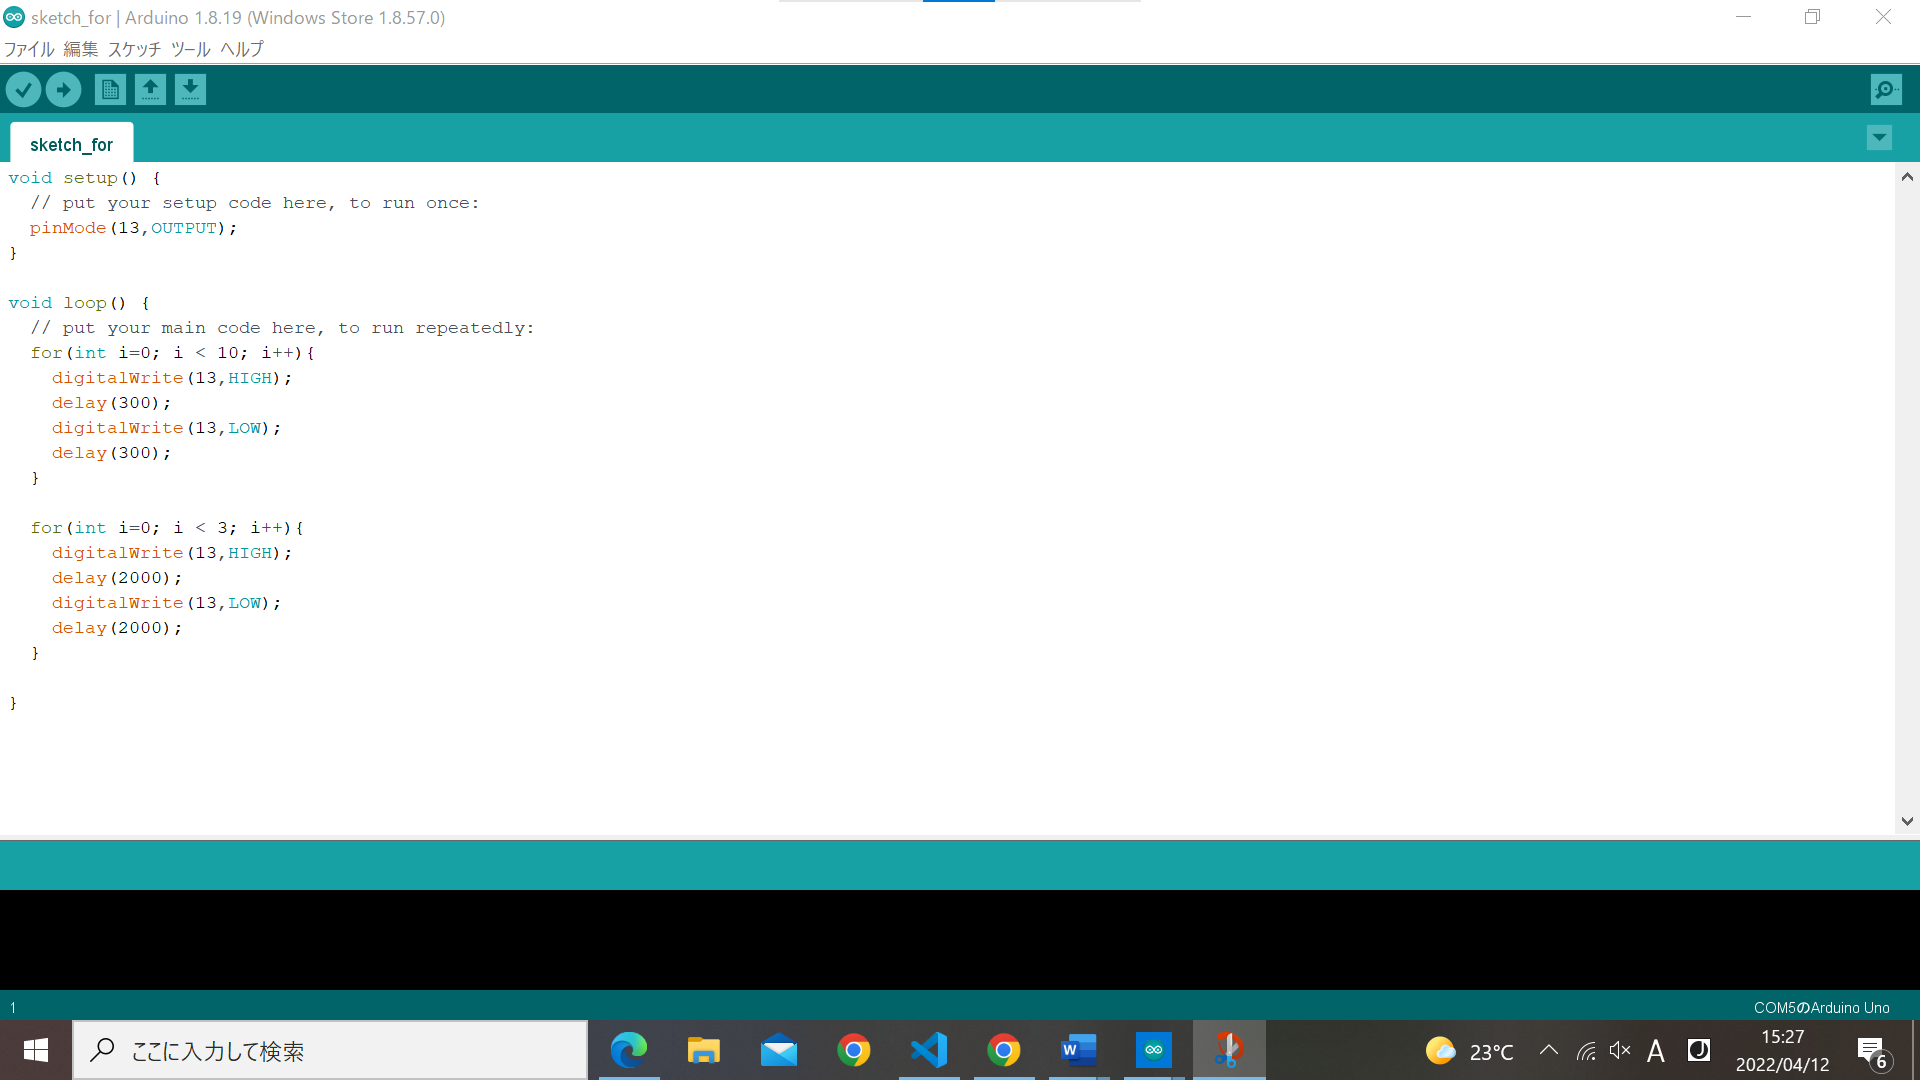 sketch_for | Arduino 1.8.19 (Windows Store 1.8.57.0)
ファイル 編集 スケッチ ツール ヘルプ
sketch_for
void setup() {
  // put your setup code here, to run once:
  pinMode(13,OUTPUT);
}
void loop() {
  // put your main code here, to run repeatedly:
  for(int i=0; i < 10; i++){
    digitalWrite(13,HIGH);
    delay(300);
    digitalWrite(13,LOW);
    delay(300);
  }
  for(int i=0; i < 3; i++){
    digitalWrite(13,HIGH);
    delay(2000);
    digitalWrite(13,LOW);
    delay(2000);
  }
}
1
COM5のArduino Uno
ここに入力して検索
W
23°C
A
J
15:27
2022/04/12
6